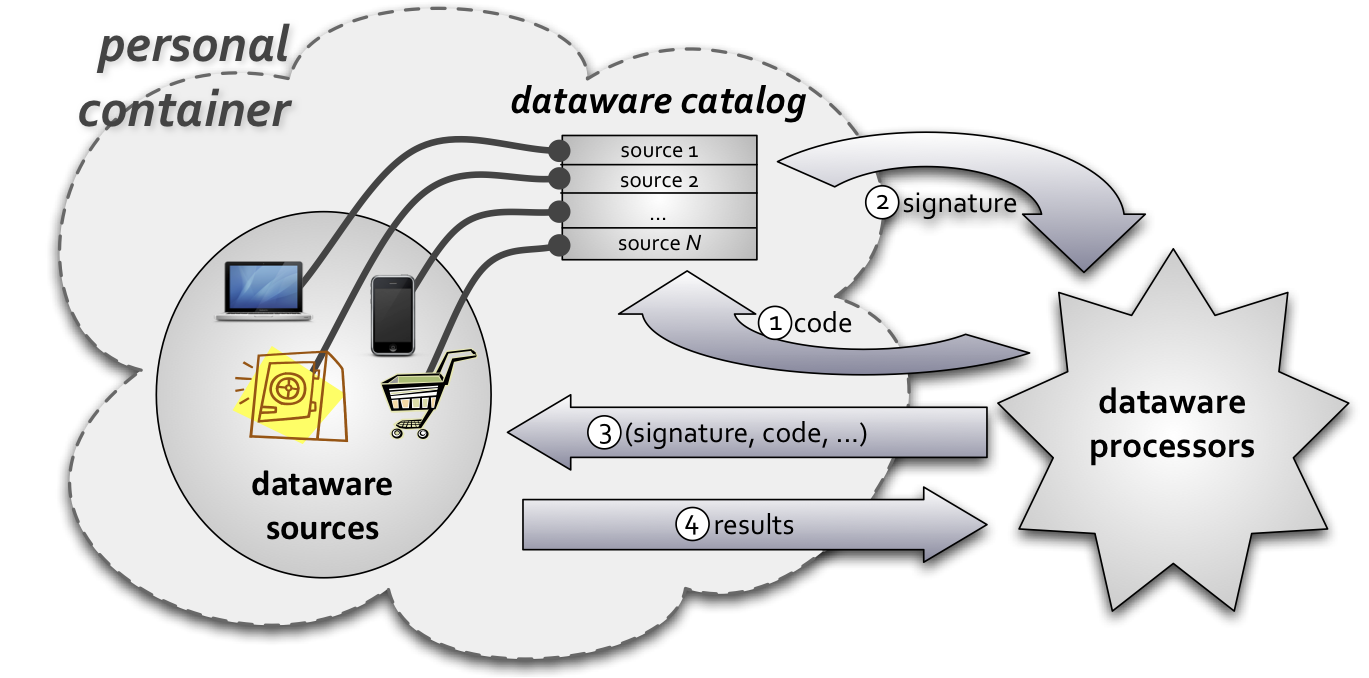 personal
container
dataware catalog
source 1
source 2
...
source N
2 signature
1 code
3 (signature, code, ...)
4 results
dataware
sources
dataware
processors